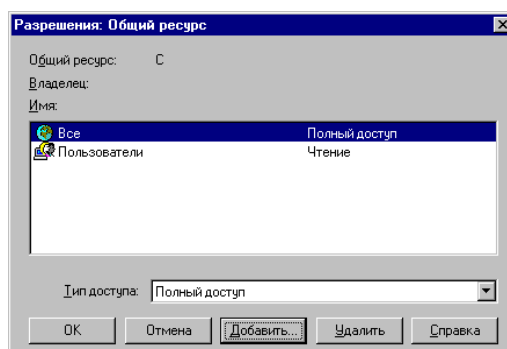 Разрешения: Общий ресурс
Общий ресурс: C
Владелец:
Имя:
Все Полный доступ
Пользователи Чтение
Тип доступа: Полный доступ
OK Отмена Добавить... Удалить Справка